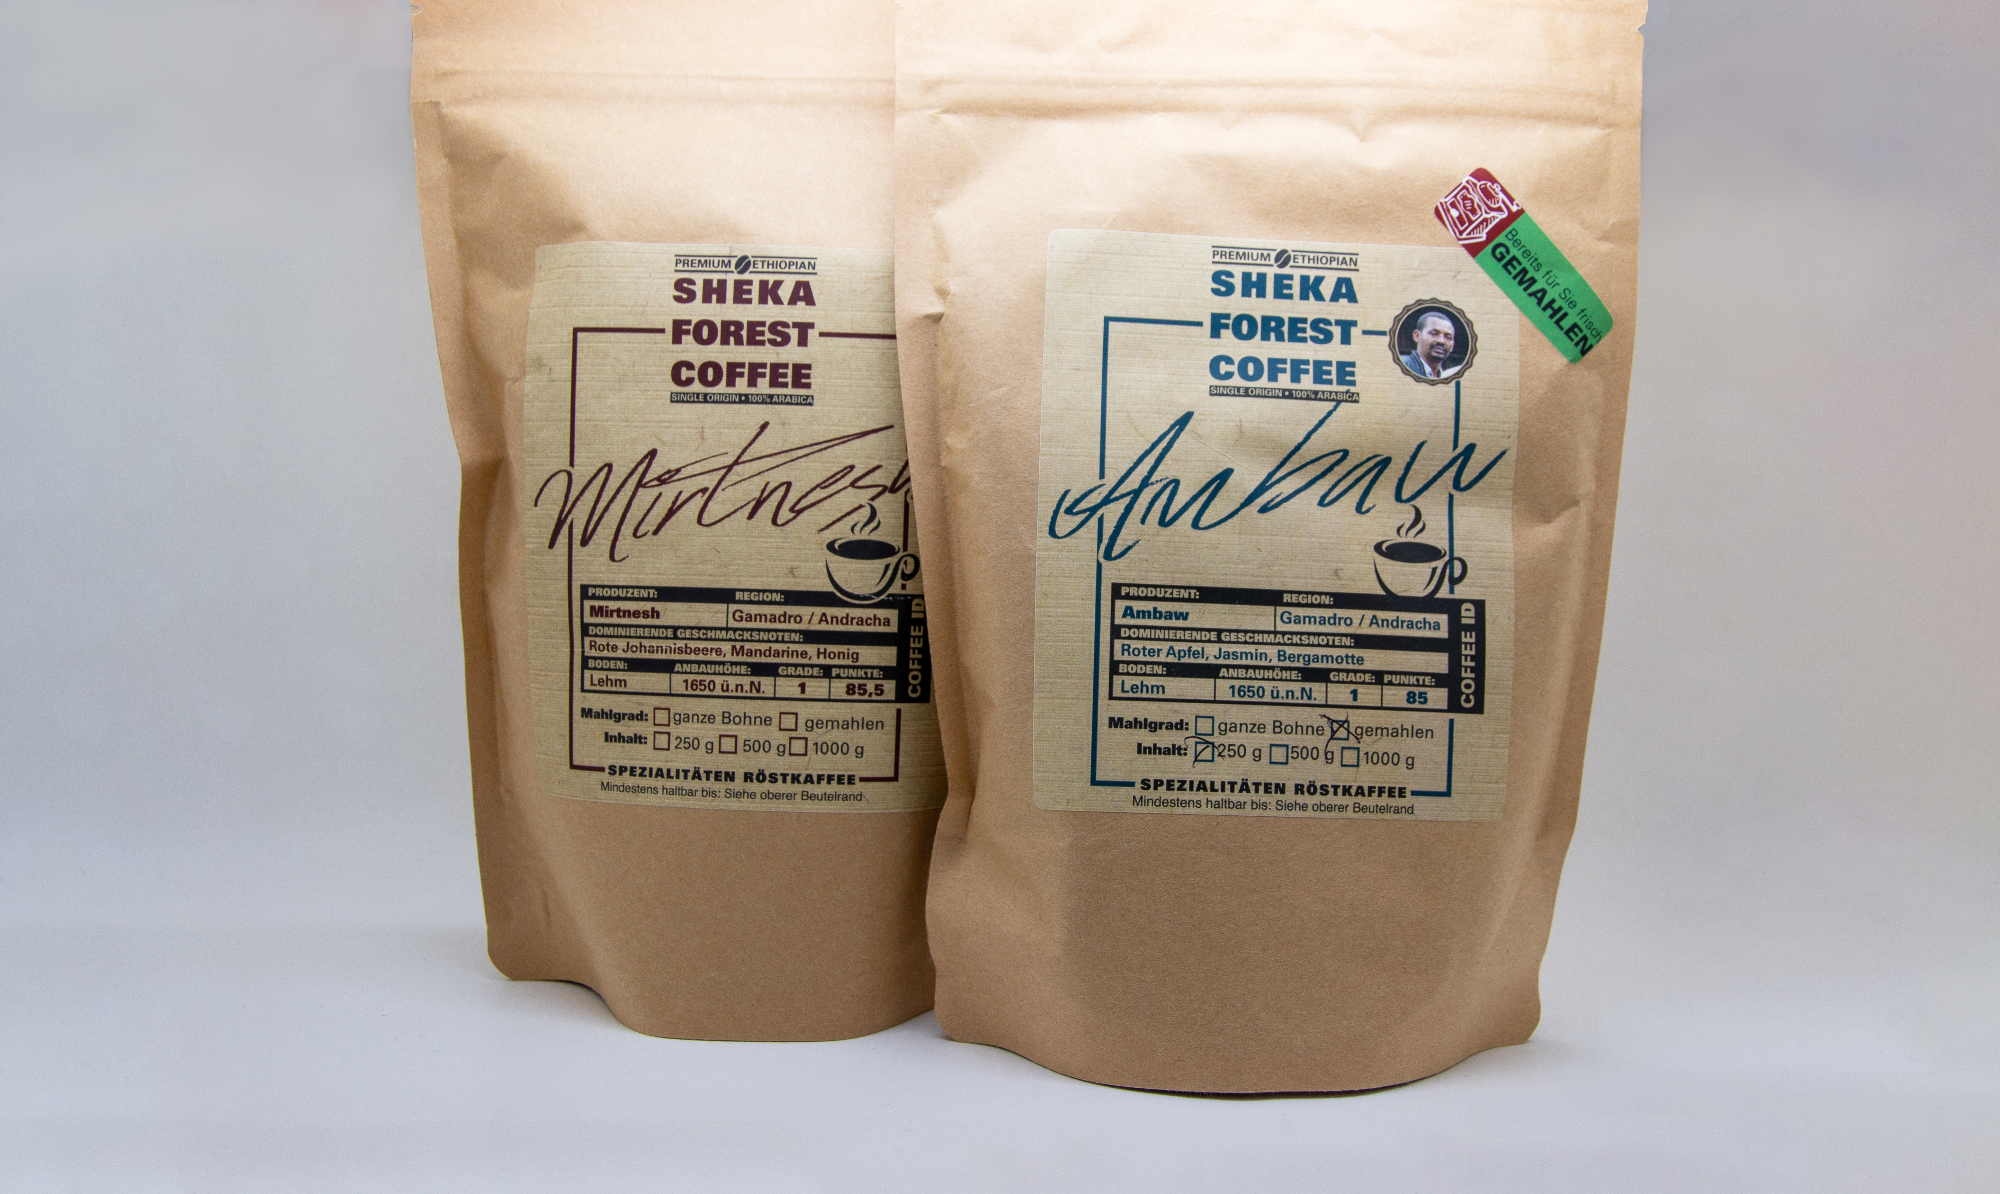 PREMIUM ETHIOPIAN
SHEKA
FOREST
COFFEE
SINGLE ORIGIN • 100% ARABICA
Mirtnesh
PRODUZENT: REGION:
Mirtnesh Gamadro / Andracha
DOMINIERENDE GESCHMACKSNOTEN:
Rote Johannisbeere, Mandarine, Honig
BODEN: ANBAUHÖHE: GRADE: PUNKTE:
Lehm 1650 ü.n.N. 1 85,5
COFFEE ID
Mahlgrad: ganze Bohne gemahlen
Inhalt: 250 g 500 g 1000 g
SPEZIALITÄTEN RÖSTKAFFEE
Mindestens haltbar bis: Siehe oberer Beutelrand
PREMIUM ETHIOPIAN
SHEKA
FOREST
COFFEE
SINGLE ORIGIN • 100% ARABICA
Ambaw
PRODUZENT: REGION:
Ambaw Gamadro / Andracha
DOMINIERENDE GESCHMACKSNOTEN:
Roter Apfel, Jasmin, Bergamotte
BODEN: ANBAUHÖHE: GRADE: PUNKTE:
Lehm 1650 ü.n.N. 1 85
COFFEE ID
Mahlgrad: ganze Bohne gemahlen
Inhalt: 250 g 500 g 1000 g
SPEZIALITÄTEN RÖSTKAFFEE
Mindestens haltbar bis: Siehe oberer Beutelrand
Bereits für Sie frisch
GEMAHLEN